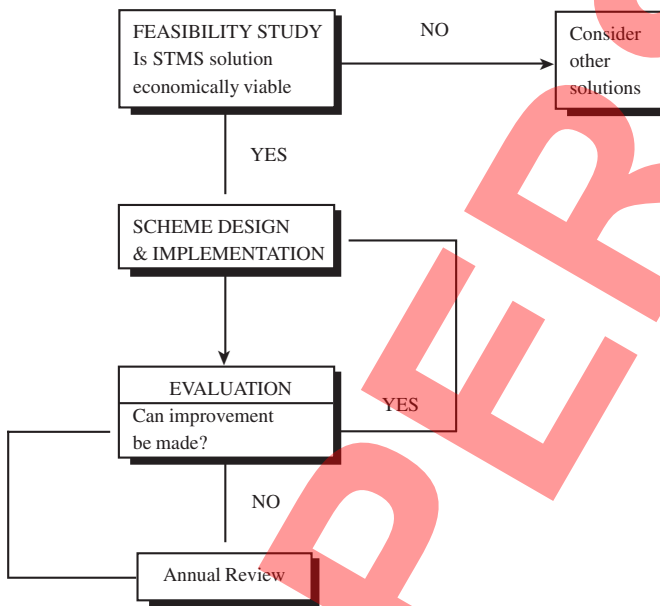 FEASIBILITY STUDY
Is STMS solution
economically viable
NO
Consider
other
solutions
YES
SCHEME DESIGN
& IMPLEMENTATION
EVALUATION
Can improvement
be made?
YES
NO
Annual Review